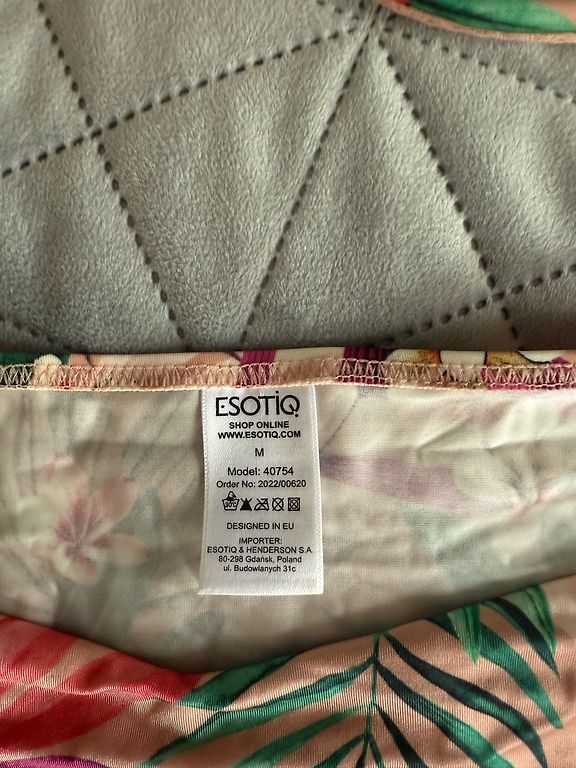 ESOTIQ
SHOP ONLINE
WWW.ESOTIQ.COM
M
Model: 40754
Order No: 2022/00620
30°C
DESIGNED IN EU
IMPORTER:
ESOTIQ & HENDERSON S.A.
80-298 Gdańsk, Poland
ul. Budowlanych 31c